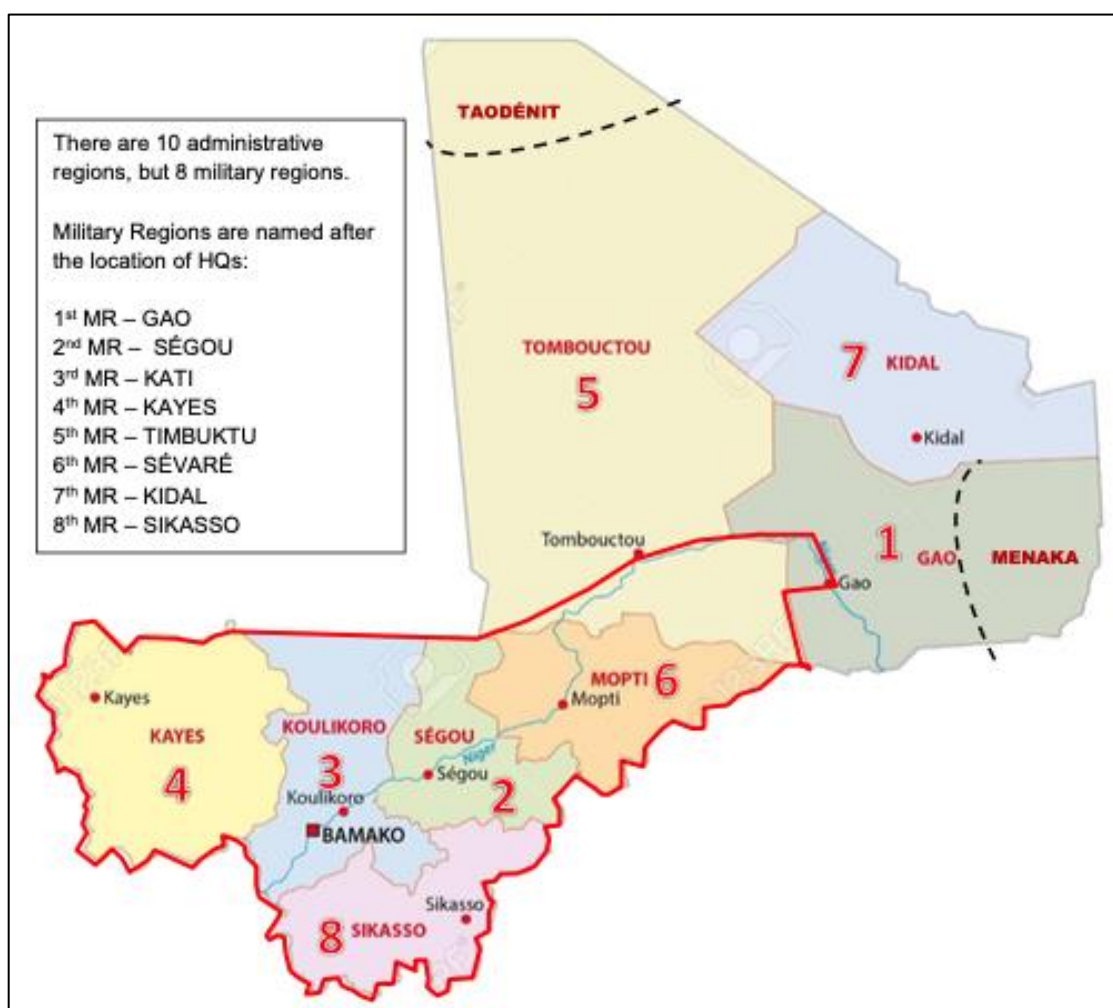 TAODÉNIT
There are 10 administrative
regions, but 8 military regions.
Military Regions are named after
the location of HQs:
1st MR – GAO
2nd MR – SÉGOU
3rd MR – KATI
4th MR – KAYES
5th MR – TIMBUKTU
6th MR – SÉVARÉ
7th MR – KIDAL
8th MR – SIKASSO
TOMBOUCTOU
5
7
KIDAL
Kidal
Tombouctou
1
GAO
MENAKA
Gao
Kayes
KAYES
4
KOULIKORO
3
Koulikoro
BAMAKO
SÉGOU
Niger
Ségou
2
MOPTI
6
Mopti
Sikasso
8
SIKASSO